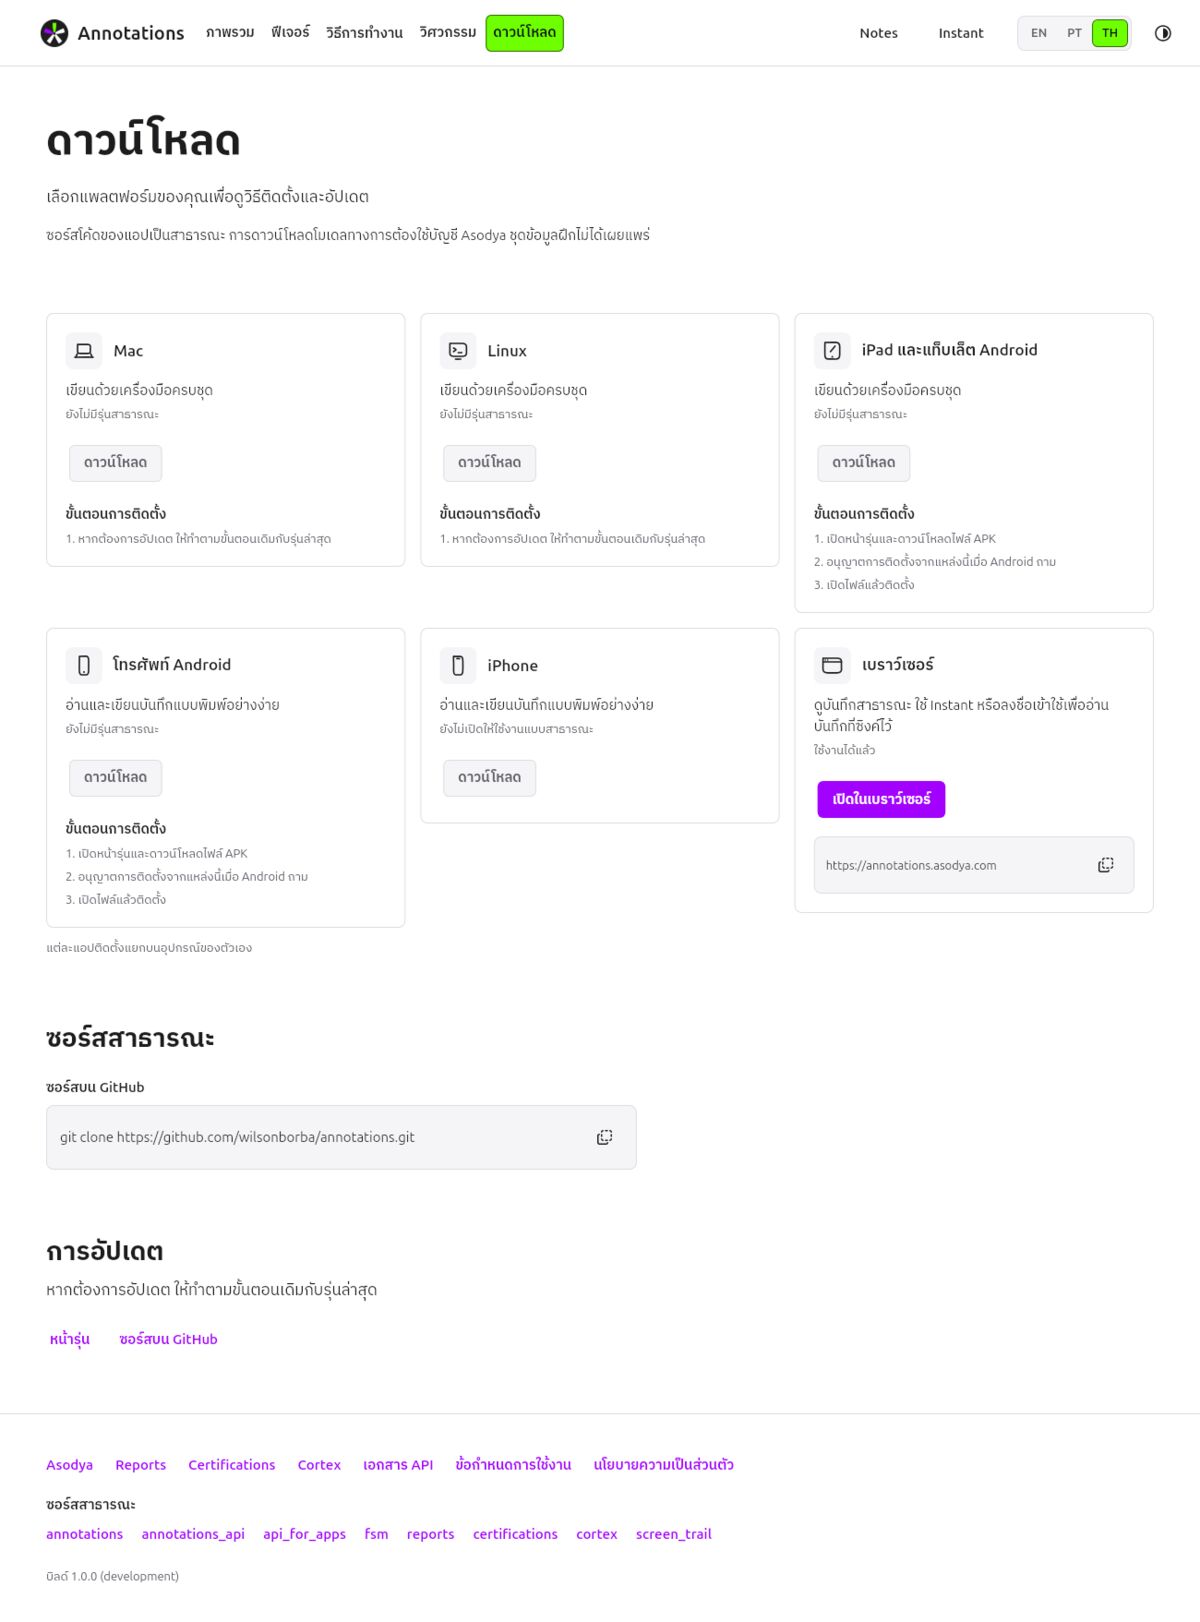 Annotations ภาพรวม ฟีเจอร์ วิธีการทำงาน วิศวกรรม ดาวน์โหลด Notes Instant EN PT TH
ดาวน์โหลด
เลือกแพลตฟอร์มของคุณเพื่อดูวิธีติดตั้งและอัปเดต
ซอร์สโค้ดของแอปเป็นสาธารณะ การดาวน์โหลดโมเดลทางการต้องใช้บัญชี Asodya ชุดข้อมูลฝึกไม่ได้เผยแพร่
Mac
เขียนด้วยเครื่องมือครบชุด
ยังไม่มีรุ่นสาธารณะ
ดาวน์โหลด
ขั้นตอนการติดตั้ง
1. หากต้องการอัปเดต ให้ทำตามขั้นตอนเดิมกับรุ่นล่าสุด
Linux
เขียนด้วยเครื่องมือครบชุด
ยังไม่มีรุ่นสาธารณะ
ดาวน์โหลด
ขั้นตอนการติดตั้ง
1. หากต้องการอัปเดต ให้ทำตามขั้นตอนเดิมกับรุ่นล่าสุด
iPad และแท็บเล็ต Android
เขียนด้วยเครื่องมือครบชุด
ยังไม่มีรุ่นสาธารณะ
ดาวน์โหลด
ขั้นตอนการติดตั้ง
1. เปิดหน้ารุ่นและดาวน์โหลดไฟล์ APK
2. อนุญาตการติดตั้งจากแหล่งนี้เมื่อ Android ถาม
3. เปิดไฟล์แล้วติดตั้ง
โทรศัพท์ Android
อ่านและเขียนบันทึกแบบพิมพ์อย่างง่าย
ยังไม่มีรุ่นสาธารณะ
ดาวน์โหลด
ขั้นตอนการติดตั้ง
1. เปิดหน้ารุ่นและดาวน์โหลดไฟล์ APK
2. อนุญาตการติดตั้งจากแหล่งนี้เมื่อ Android ถาม
3. เปิดไฟล์แล้วติดตั้ง
iPhone
อ่านและเขียนบันทึกแบบพิมพ์อย่างง่าย
ยังไม่เปิดให้ใช้งานแบบสาธารณะ
ดาวน์โหลด
เบราว์เซอร์
ดูบันทึกสาธารณะ ใช้ Instant หรือลงชื่อเข้าใช้เพื่ออ่าน
บันทึกที่ซิงค์ไว้
ใช้งานได้แล้ว
เปิดในเบราว์เซอร์
https://annotations.asodya.com
แต่ละแอปติดตั้งแยกบนอุปกรณ์ของตัวเอง
ซอร์สสาธารณะ
ซอร์สบน GitHub
git clone https://github.com/wilsonborba/annotations.git
การอัปเดต
หากต้องการอัปเดต ให้ทำตามขั้นตอนเดิมกับรุ่นล่าสุด
หน้ารุ่น ซอร์สบน GitHub
Asodya Reports Certifications Cortex เอกสาร API ข้อกำหนดการใช้งาน นโยบายความเป็นส่วนตัว
ซอร์สสาธารณะ
annotations annotations_api api_for_apps fsm reports certifications cortex screen_trail
บิลด์ 1.0.0 (development)